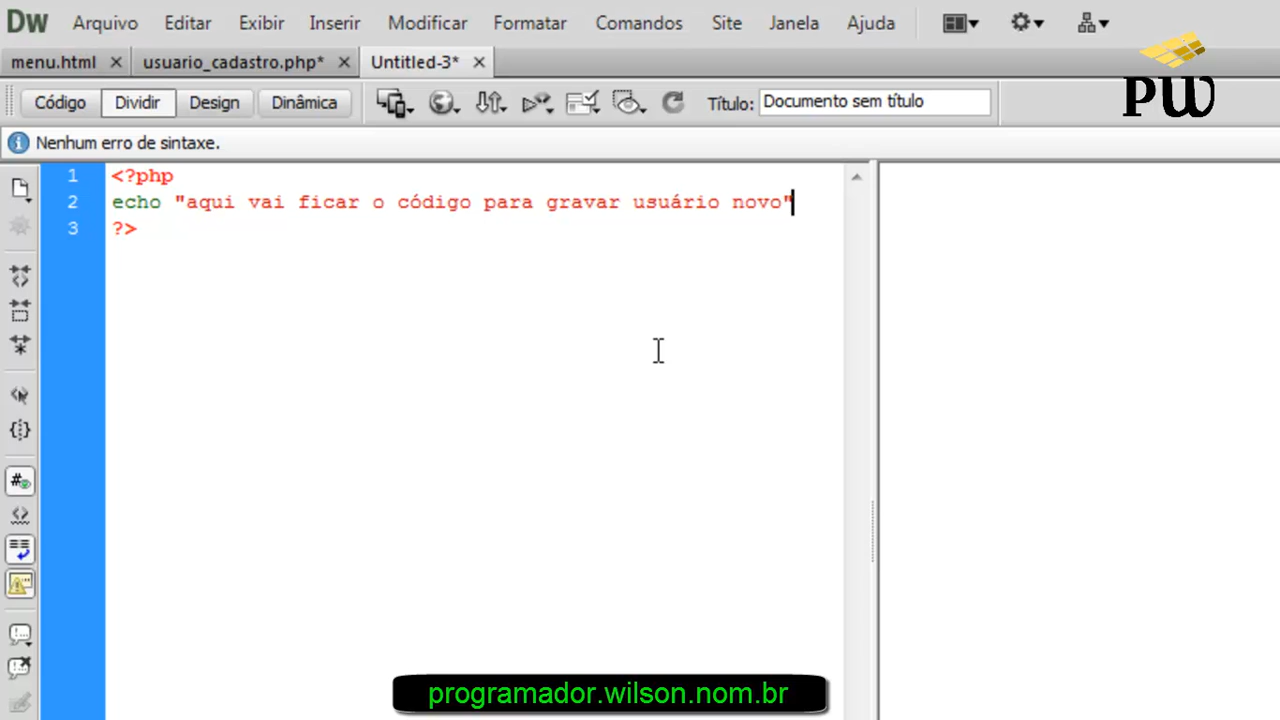 Dw Arquivo Editar Exibir Inserir Modificar Formatar Comandos Site Janela Ajuda
menu.html × usuario_cadastro.php* × Untitled-3* ×
Código Dividir Design Dinâmica Título: Documento sem título
PW
Nenhum erro de sintaxe.
1 <?php
2 echo "aqui vai ficar o código para gravar usuário novo"
3 ?>
programador.wilson.nom.br